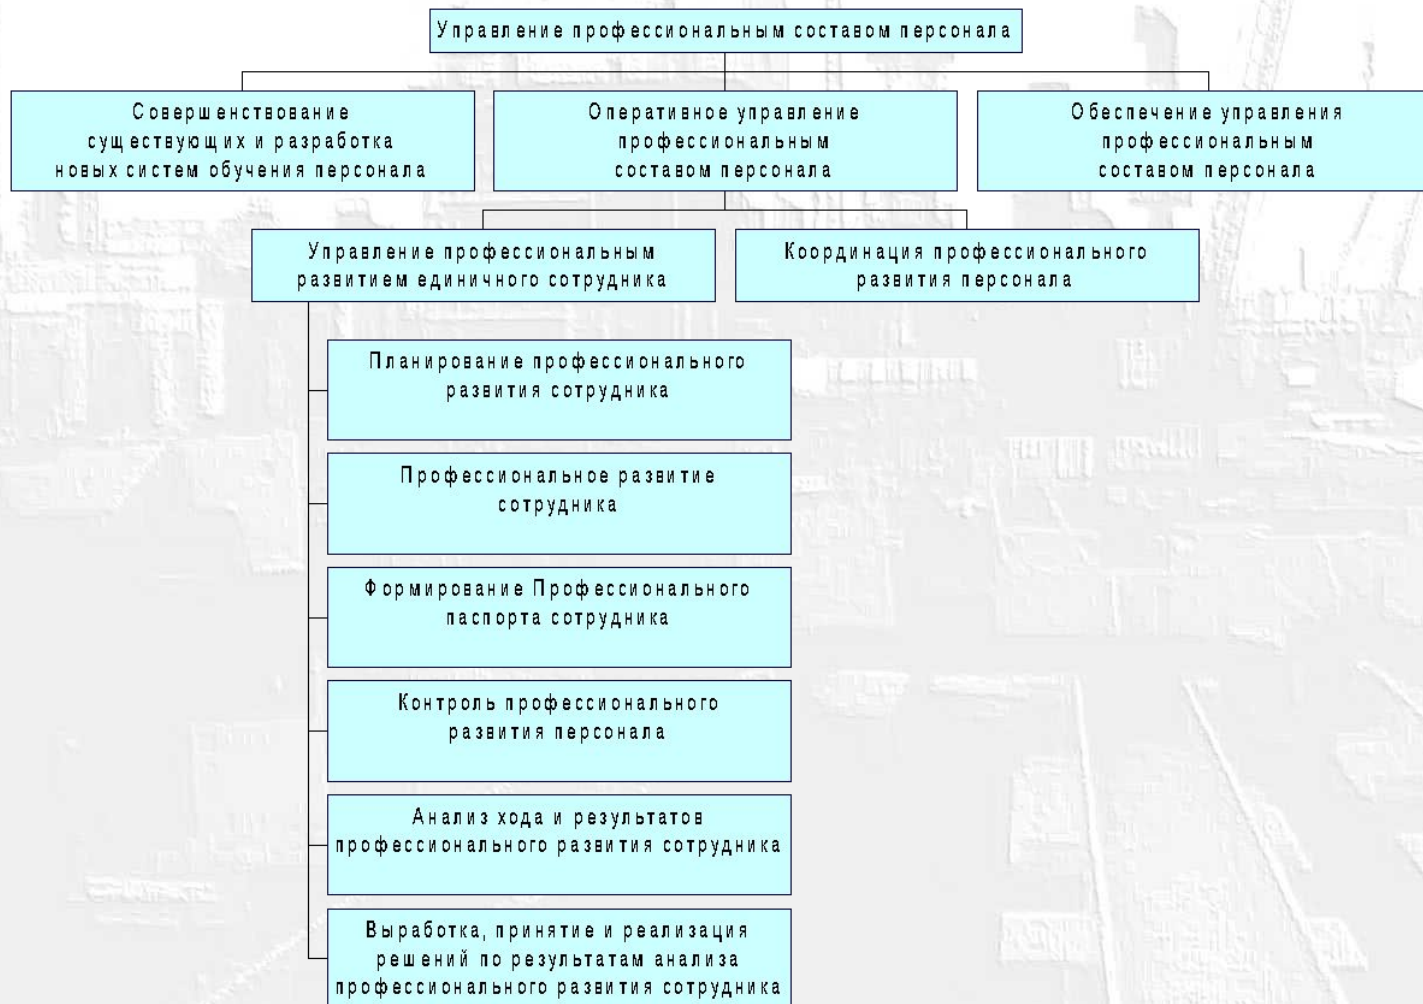 Управление профессиональным составом персонала
Совершенствование
существующих и разработка
новых систем обучения персонала
Оперативное управление
профессиональным
составом персонала
Обеспечение управления
профессиональным
составом персонала
Управление профессиональным
развитием единичного сотрудника
Координация профессионального
развития персонала
Планирование профессионального
развития сотрудника
Профессиональное развитие
сотрудника
Формирование Профессионального
паспорта сотрудника
Контроль профессионального
развития персонала
Анализ хода и результатов
профессионального развития сотрудника
Выработка, принятие и реализация
решений по результатам анализа
профессионального развития сотрудника